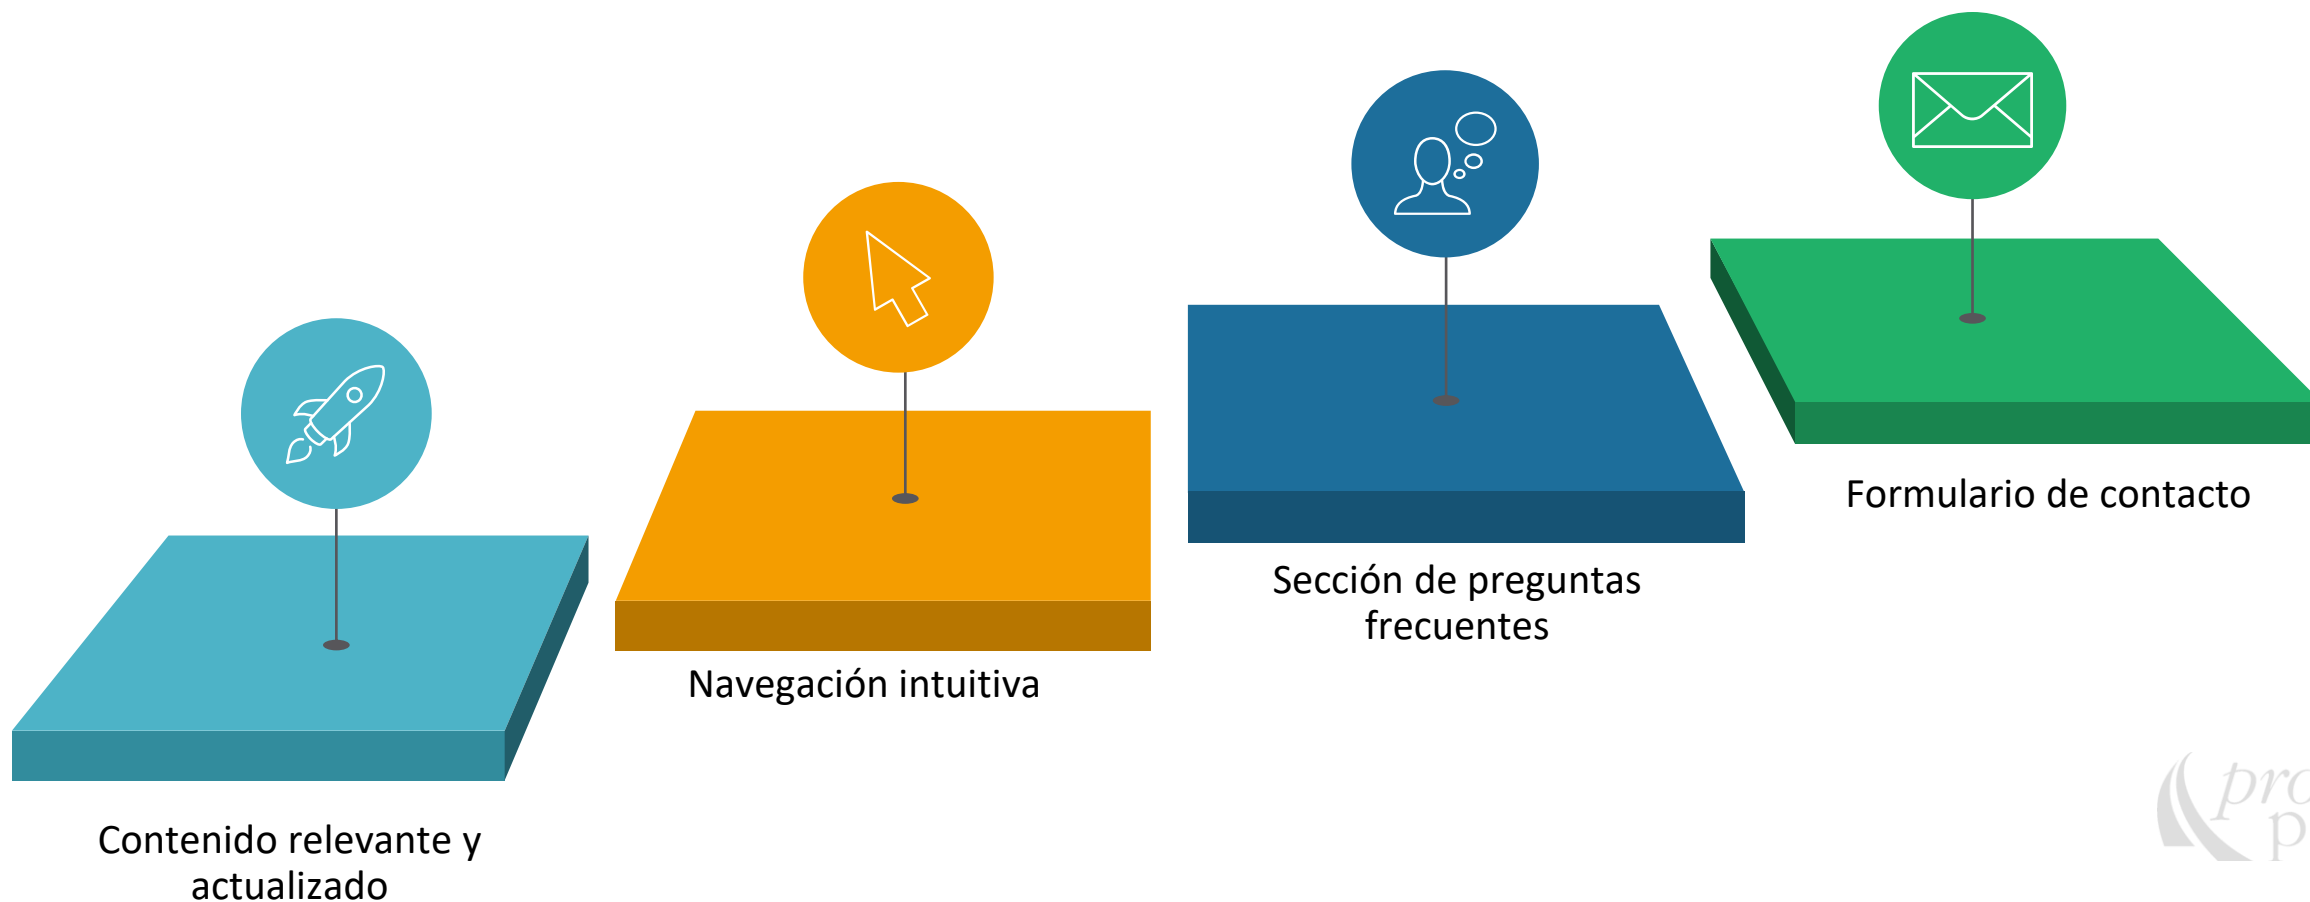 Contenido relevante y
actualizado
Navegación intuitiva
Sección de preguntas
frecuentes
Formulario de contacto